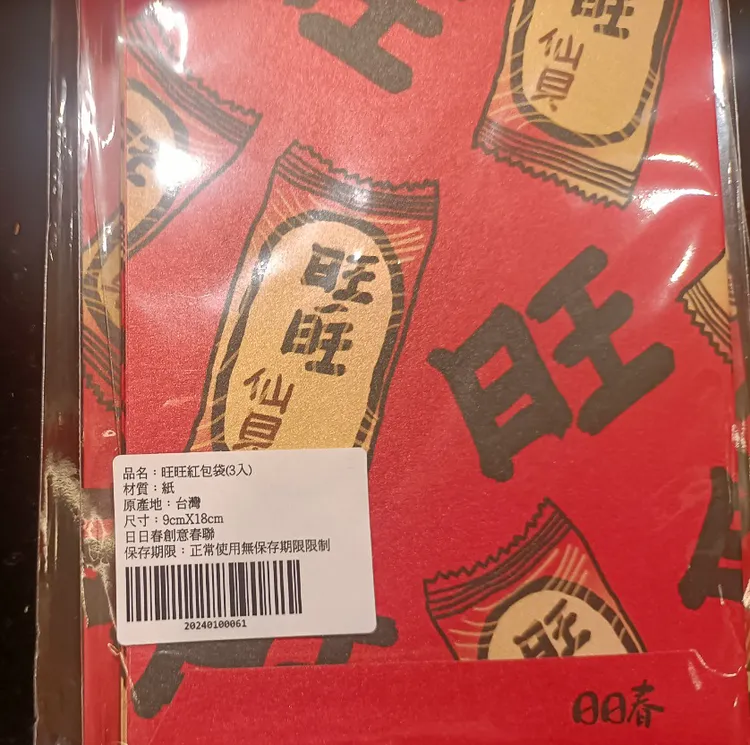 旺
旺
仙貝
旺
旺
仙貝
旺
品名：旺旺紅包袋(3入)
材質：紙
原產地：台灣
尺寸：9cmX18cm
日日春創意春聯
保存期限：正常使用無保存期限限制
20240100061
旺
日日春